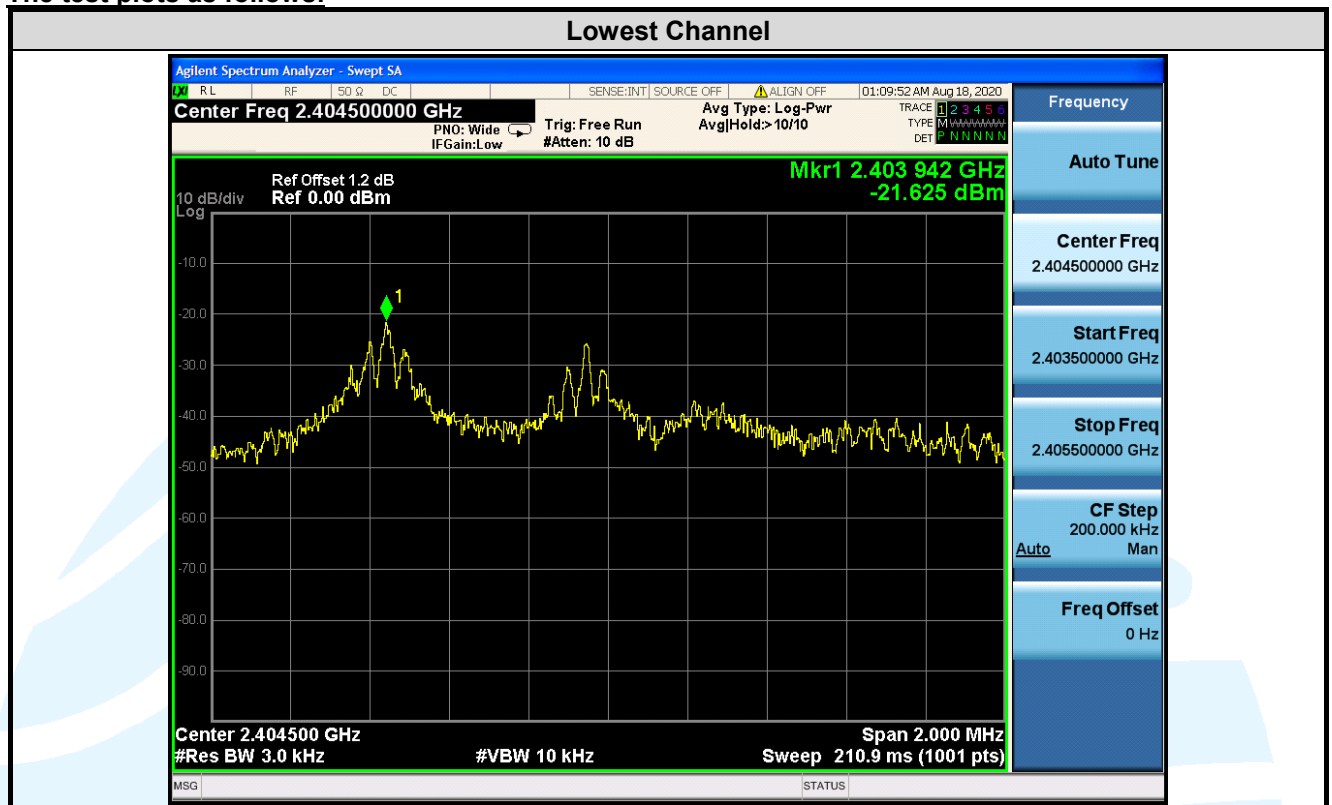 The test plots as follows:
Lowest Channel
Agilent Spectrum Analyzer - Swept SA
LXI RL RF 50 Ω DC SENSE:INT SOURCE OFF ALIGN OFF 01:09:52 AM Aug 18, 2020
Center Freq 2.404500000 GHz
PNO: Wide
IFGain:Low
Trig: Free Run
#Atten: 10 dB
Avg Type: Log-Pwr
Avg|Hold:>10/10
TRACE 1 2 3 4 5 6
TYPE M WWWWW
DET P N N N N N
Frequency
Mkr1 2.403 942 GHz
-21.625 dBm
Ref Offset 1.2 dB
10 dB/div Ref 0.00 dBm
Log
-10.0
1
-20.0
-30.0
-40.0
-50.0
-60.0
-70.0
-80.0
-90.0
Center 2.404500 GHz Span 2.000 MHz
#Res BW 3.0 kHz #VBW 10 kHz Sweep 210.9 ms (1001 pts)
Auto Tune
Center Freq
2.404500000 GHz
Start Freq
2.403500000 GHz
Stop Freq
2.405500000 GHz
CF Step
200.000 kHz
Auto Man
Freq Offset
0 Hz
MSG STATUS